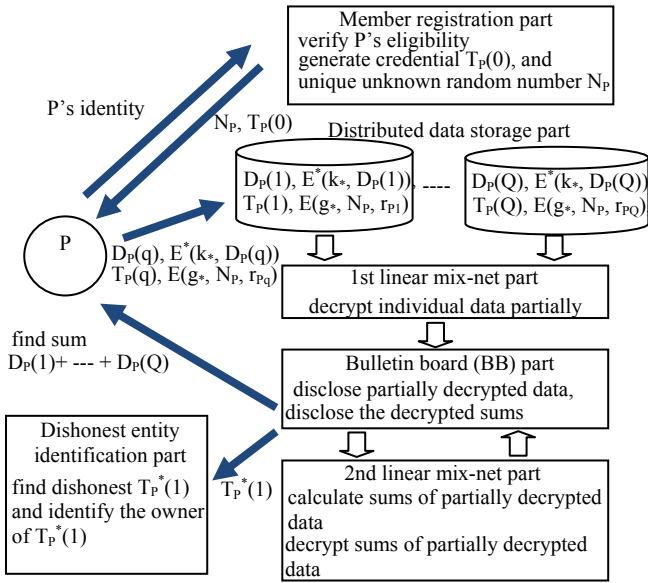 Member registration part
verify P's eligibility
generate credential T_P(0), and
unique unknown random number N_P
P's identity
N_P, T_P(0)
Distributed data storage part
D_P(1), E^*(k_*, D_P(1)),
T_P(1), E(g_*, N_P, r_P1)
----
D_P(Q), E^*(k_*, D_P(Q))
T_P(Q), E(g_*, N_P, r_PQ)
P
D_P(q), E^*(k_*, D_P(q))
T_P(q), E(g_*, N_P, r_Pq)
1st linear mix-net part
decrypt individual data partially
find sum
D_P(1)+ --- + D_P(Q)
Bulletin board (BB) part
disclose partially decrypted data,
disclose the decrypted sums
Dishonest entity
identification part
find dishonest T_P^*(1)
and identify the owner
of T_P^*(1)
T_P^*(1)
2nd linear mix-net part
calculate sums of partially decrypted
data
decrypt sums of partially decrypted
data